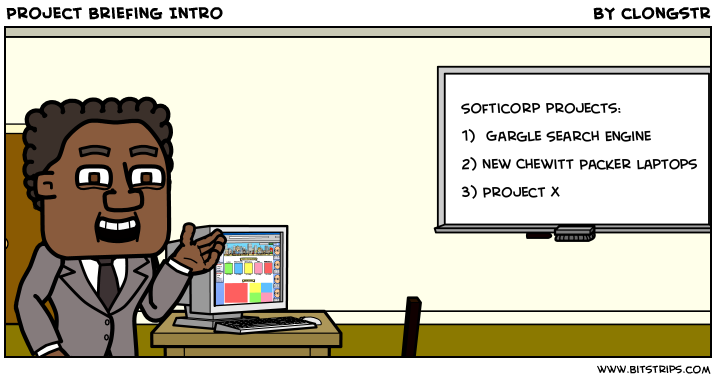 PROJECT BRIEFING INTRO
BY CLONGSTR
SOFTICORP PROJECTS:
1) GARGLE SEARCH ENGINE
2) NEW CHEWITT PACKER LAPTOPS
3) PROJECT X
WWW.BITSTRIPS.COM